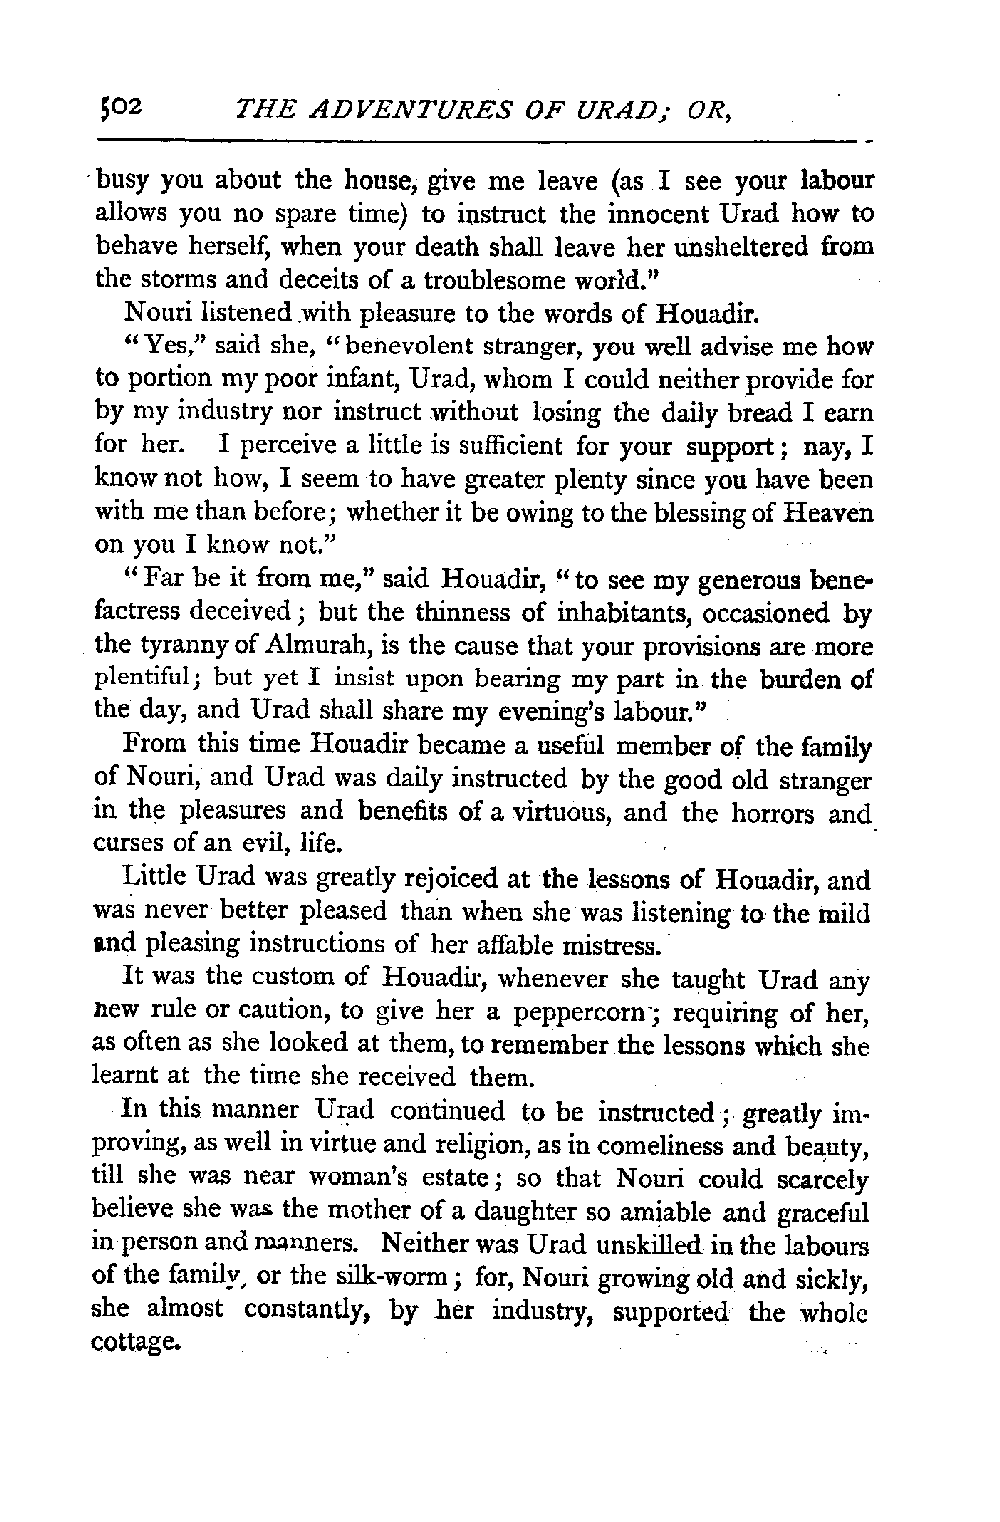 502 THE ADVENTURES OF URAD; OR,
busy you about the house, give me leave (as I see your labour
allows you no spare time) to instruct the innocent Urad how to
behave herself, when your death shall leave her unsheltered from
the storms and deceits of a troublesome world."
Nouri listened with pleasure to the words of Houadir.
"Yes," said she, "benevolent stranger, you well advise me how
to portion my poor infant, Urad, whom I could neither provide for
by my industry nor instruct without losing the daily bread I earn
for her. I perceive a little is sufficient for your support; nay, I
know not how, I seem to have greater plenty since you have been
with me than before; whether it be owing to the blessing of Heaven
on you I know not."
"Far be it from me," said Houadir, "to see my generous bene-
factress deceived; but the thinness of inhabitants, occasioned by
the tyranny of Almurah, is the cause that your provisions are more
plentiful; but yet I insist upon bearing my part in the burden of
the day, and Urad shall share my evening's labour."
From this time Houadir became a useful member of the family
of Nouri, and Urad was daily instructed by the good old stranger
in the pleasures and benefits of a virtuous, and the horrors and
curses of an evil, life.
Little Urad was greatly rejoiced at the lessons of Houadir, and
was never better pleased than when she was listening to the mild
and pleasing instructions of her affable mistress.
It was the custom of Houadir, whenever she taught Urad any
new rule or caution, to give her a peppercorn; requiring of her,
as often as she looked at them, to remember the lessons which she
learnt at the time she received them.
In this manner Urad continued to be instructed; greatly im-
proving, as well in virtue and religion, as in comeliness and beauty,
till she was near woman's estate; so that Nouri could scarcely
believe she was the mother of a daughter so amiable and graceful
in person and manners. Neither was Urad unskilled in the labours
of the family, or the silk-worm; for, Nouri growing old and sickly,
she almost constantly, by her industry, supported the whole
cottage.